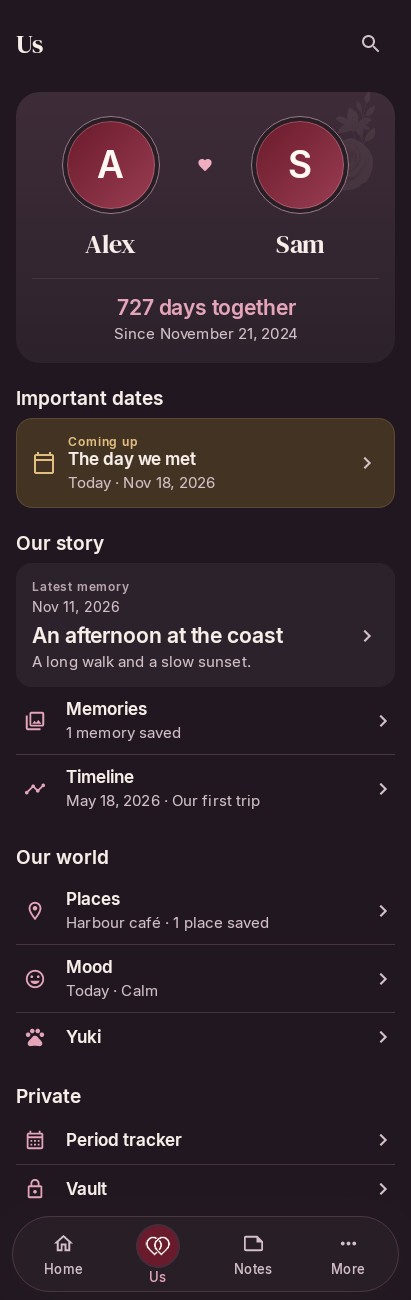 Us
A
S
Alex
Sam
727 days together
Since November 21, 2024
Important dates
Coming up
The day we met
Today · Nov 18, 2026
Our story
Latest memory
Nov 11, 2026
An afternoon at the coast
A long walk and a slow sunset.
Memories
1 memory saved
Timeline
May 18, 2026 · Our first trip
Our world
Places
Harbour café · 1 place saved
Mood
Today · Calm
Yuki
Private
Period tracker
Vault
Home
Us
Notes
More